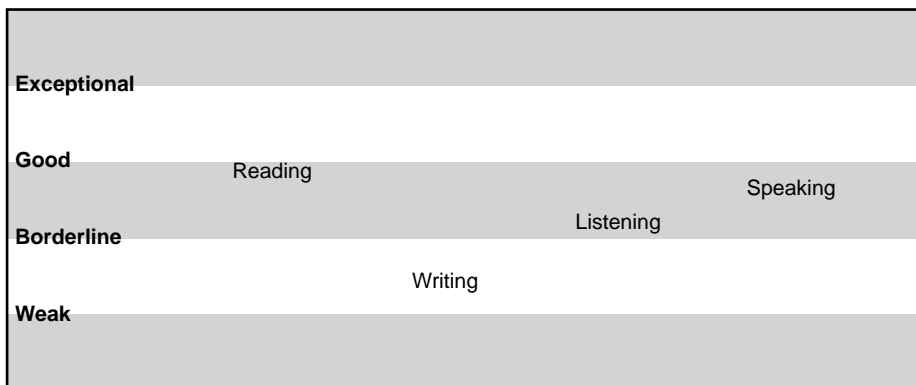 Exceptional
Good
Reading
Speaking
Listening
Borderline
Writing
Weak